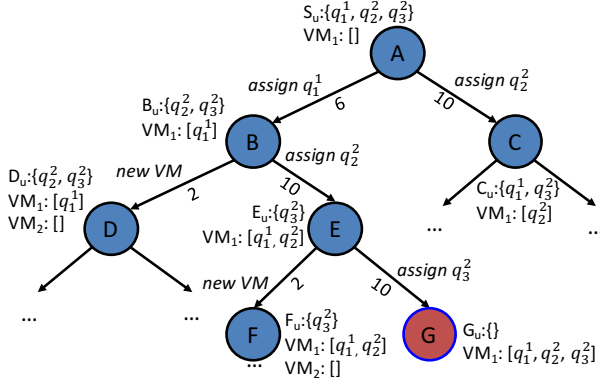 S_u:{q_1^1, q_2^2, q_3^2}
VM_1: []
A
assign q_1^1
6
assign q_2^2
10
B_u:{q_2^2, q_3^2}
VM_1: [q_1^1]
B
C
new VM
2
assign q_2^2
10
C_u:{q_1^1, q_3^2}
VM_1: [q_2^2]
D_u:{q_2^2, q_3^2}
VM_1: [q_1^1]
VM_2: []
D
E_u:{q_3^2}
VM_1: [q_1^1, q_2^2]
E
...
...
new VM
2
assign q_3^2
10
...
...
F
F_u:{q_3^2}
VM_1: [q_1^1, q_2^2]
VM_2: []
...
G
G_u:{}
VM_1: [q_1^1, q_2^2, q_3^2]